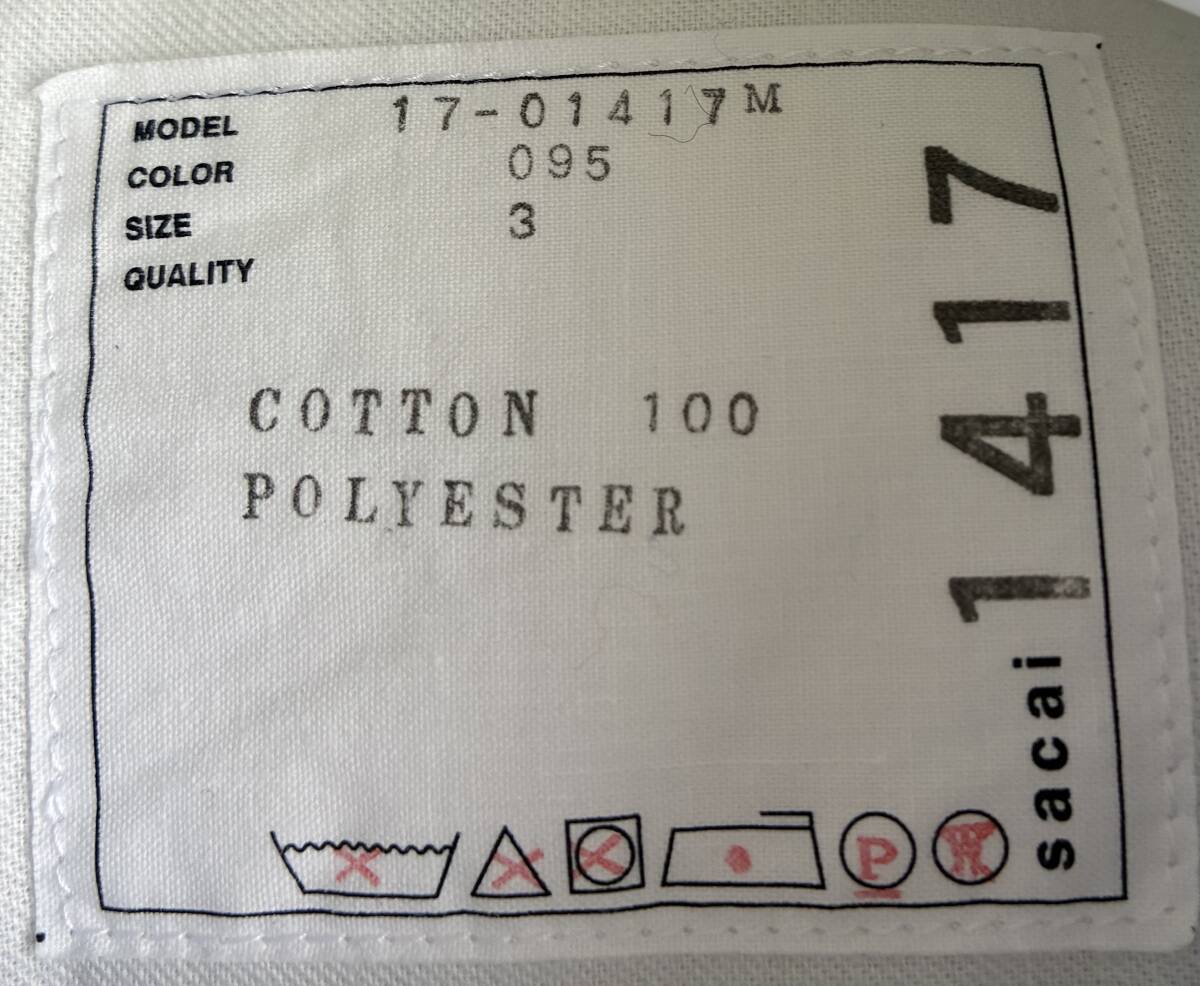 MODEL 17-01417M
COLOR 095
SIZE 3
QUALITY
COTTON 100
POLYESTER
sacai 1417
P
W